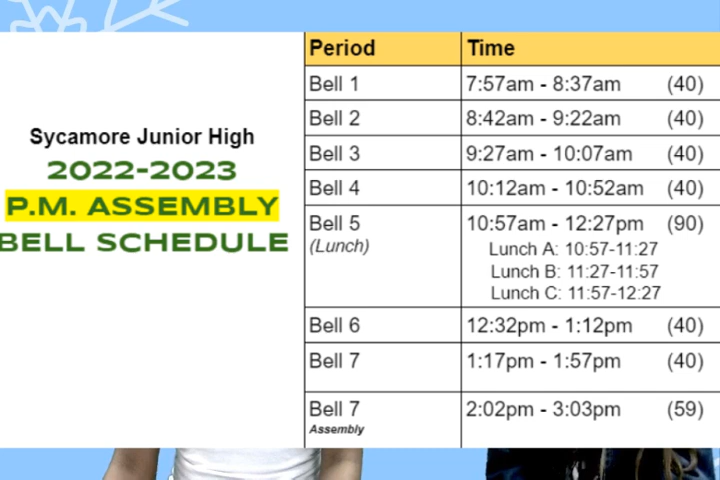 Sycamore Junior High
2022-2023
P.M. ASSEMBLY
BELL SCHEDULE
Period Time
Bell 1 7:57am - 8:37am (40)
Bell 2 8:42am - 9:22am (40)
Bell 3 9:27am - 10:07am (40)
Bell 4 10:12am - 10:52am (40)
Bell 5 10:57am - 12:27pm (90)
(Lunch) Lunch A: 10:57-11:27
Lunch B: 11:27-11:57
Lunch C: 11:57-12:27
Bell 6 12:32pm - 1:12pm (40)
Bell 7 1:17pm - 1:57pm (40)
Bell 7 2:02pm - 3:03pm (59)
Assembly